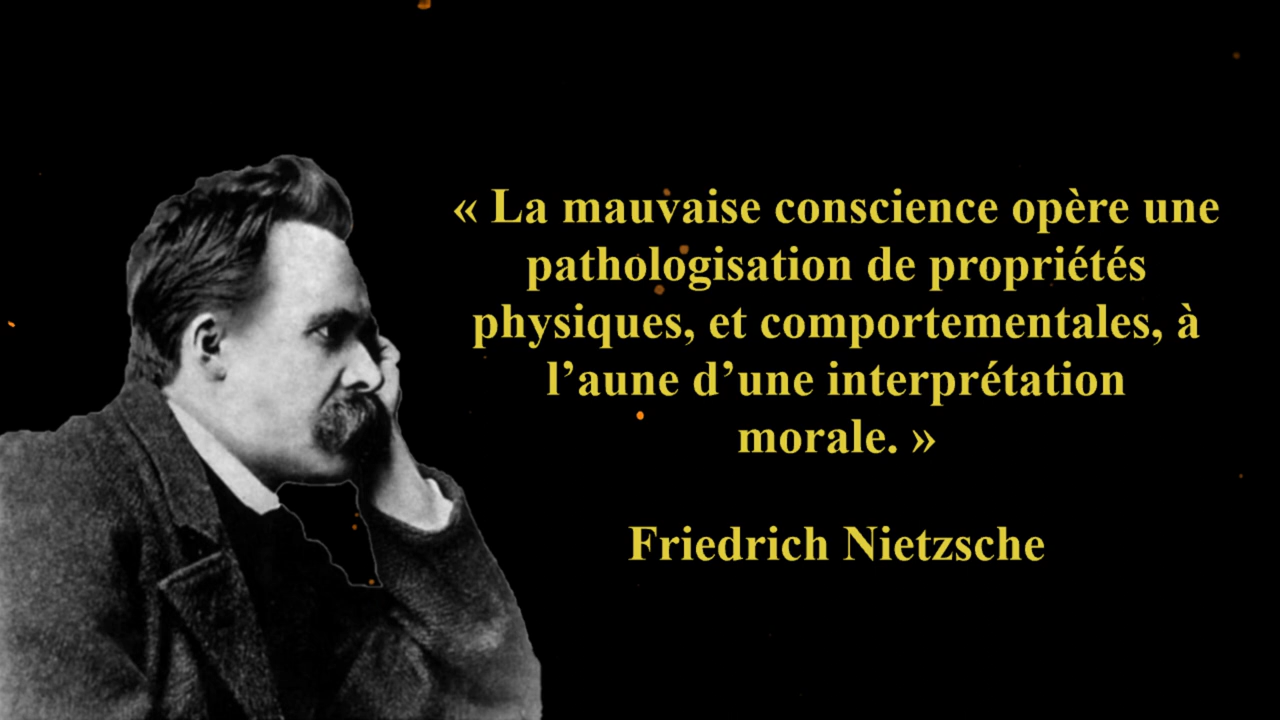 « La mauvaise conscience opère une
pathologisation de propriétés
physiques, et comportementales, à
l’aune d’une interprétation
morale. »
Friedrich Nietzsche